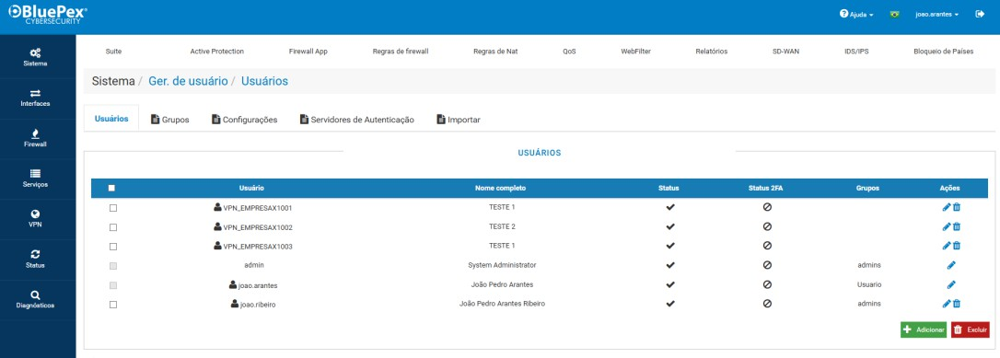 BluePex®
CYBERSECURITY
Ajuda
joao.arantes
Sistema
Interfaces
Firewall
Serviços
VPN
Status
Diagnósticos
Suite Active Protection Firewall App Regras de firewall Regras de Nat QoS WebFilter Relatórios SD-WAN IDS/IPS Bloqueio de Países
Sistema / Ger. de usuário / Usuários
Usuários Grupos Configurações Servidores de Autenticação Importar
USUÁRIOS
Usuário Nome completo Status Status 2FA Grupos Ações
VPN_EMPRESAX1001 TESTE 1
VPN_EMPRESAX1002 TESTE 2
VPN_EMPRESAX1003 TESTE 1
admin System Administrator admins
joao.arantes João Pedro Arantes Usuario
joao.ribeiro João Pedro Arantes Ribeiro admins
Adicionar Excluir